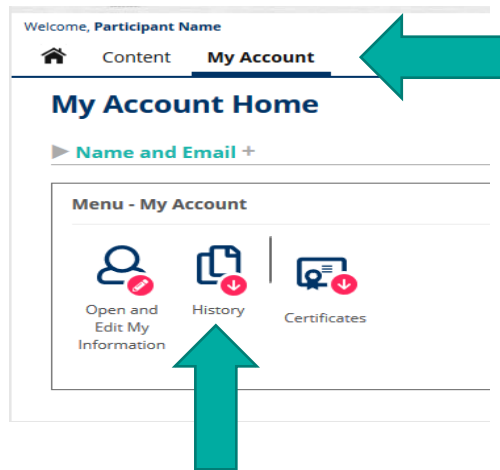 Welcome, Participant Name
Content My Account
My Account Home
Name and Email +
Menu - My Account
Open and
Edit My
Information
History
Certificates